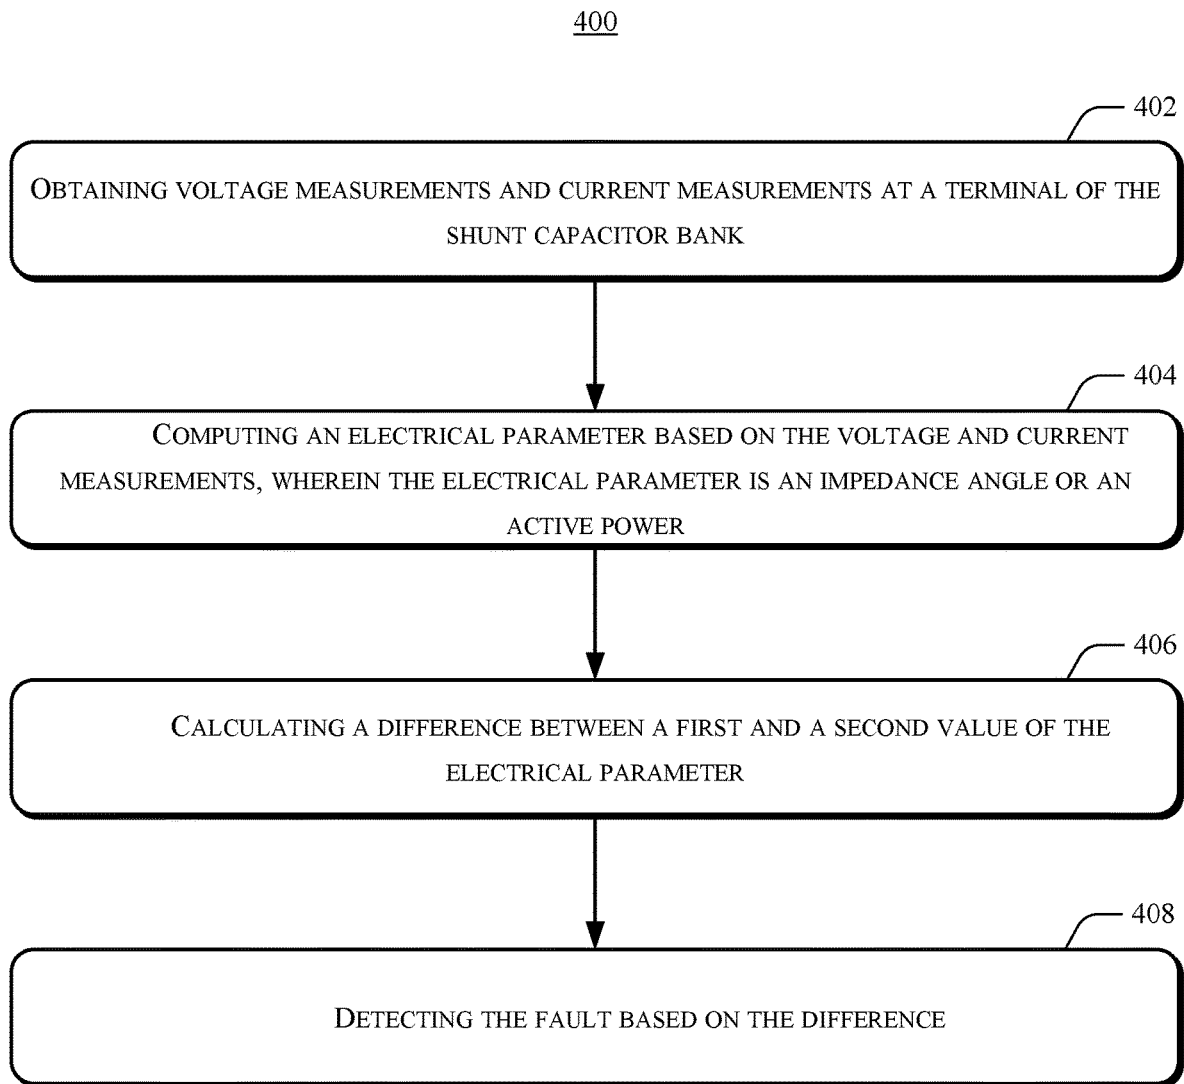 400
402
OBTAINING VOLTAGE MEASUREMENTS AND CURRENT MEASUREMENTS AT A TERMINAL OF THE
SHUNT CAPACITOR BANK
404
COMPUTING AN ELECTRICAL PARAMETER BASED ON THE VOLTAGE AND CURRENT
MEASUREMENTS, WHEREIN THE ELECTRICAL PARAMETER IS AN IMPEDANCE ANGLE OR AN
ACTIVE POWER
406
CALCULATING A DIFFERENCE BETWEEN A FIRST AND A SECOND VALUE OF THE
ELECTRICAL PARAMETER
408
DETECTING THE FAULT BASED ON THE DIFFERENCE